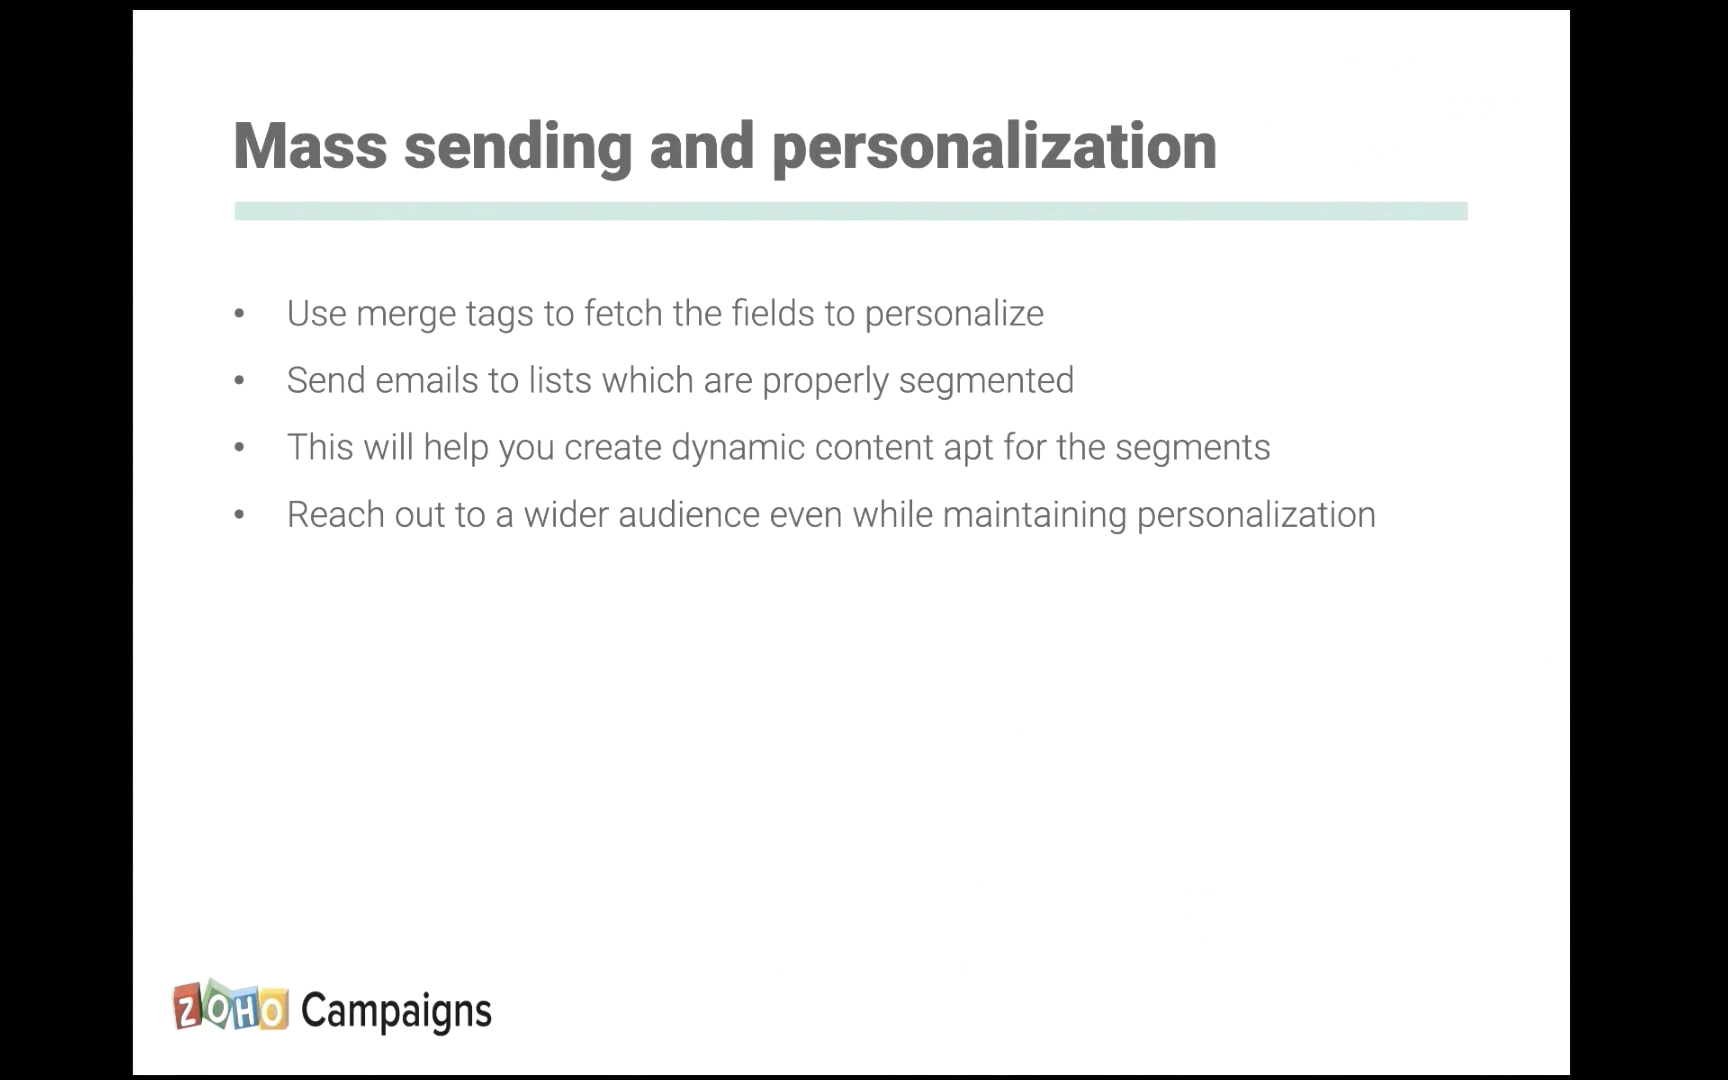 Mass sending and personalization
• Use merge tags to fetch the fields to personalize
• Send emails to lists which are properly segmented
• This will help you create dynamic content apt for the segments
• Reach out to a wider audience even while maintaining personalization
ZOHO Campaigns